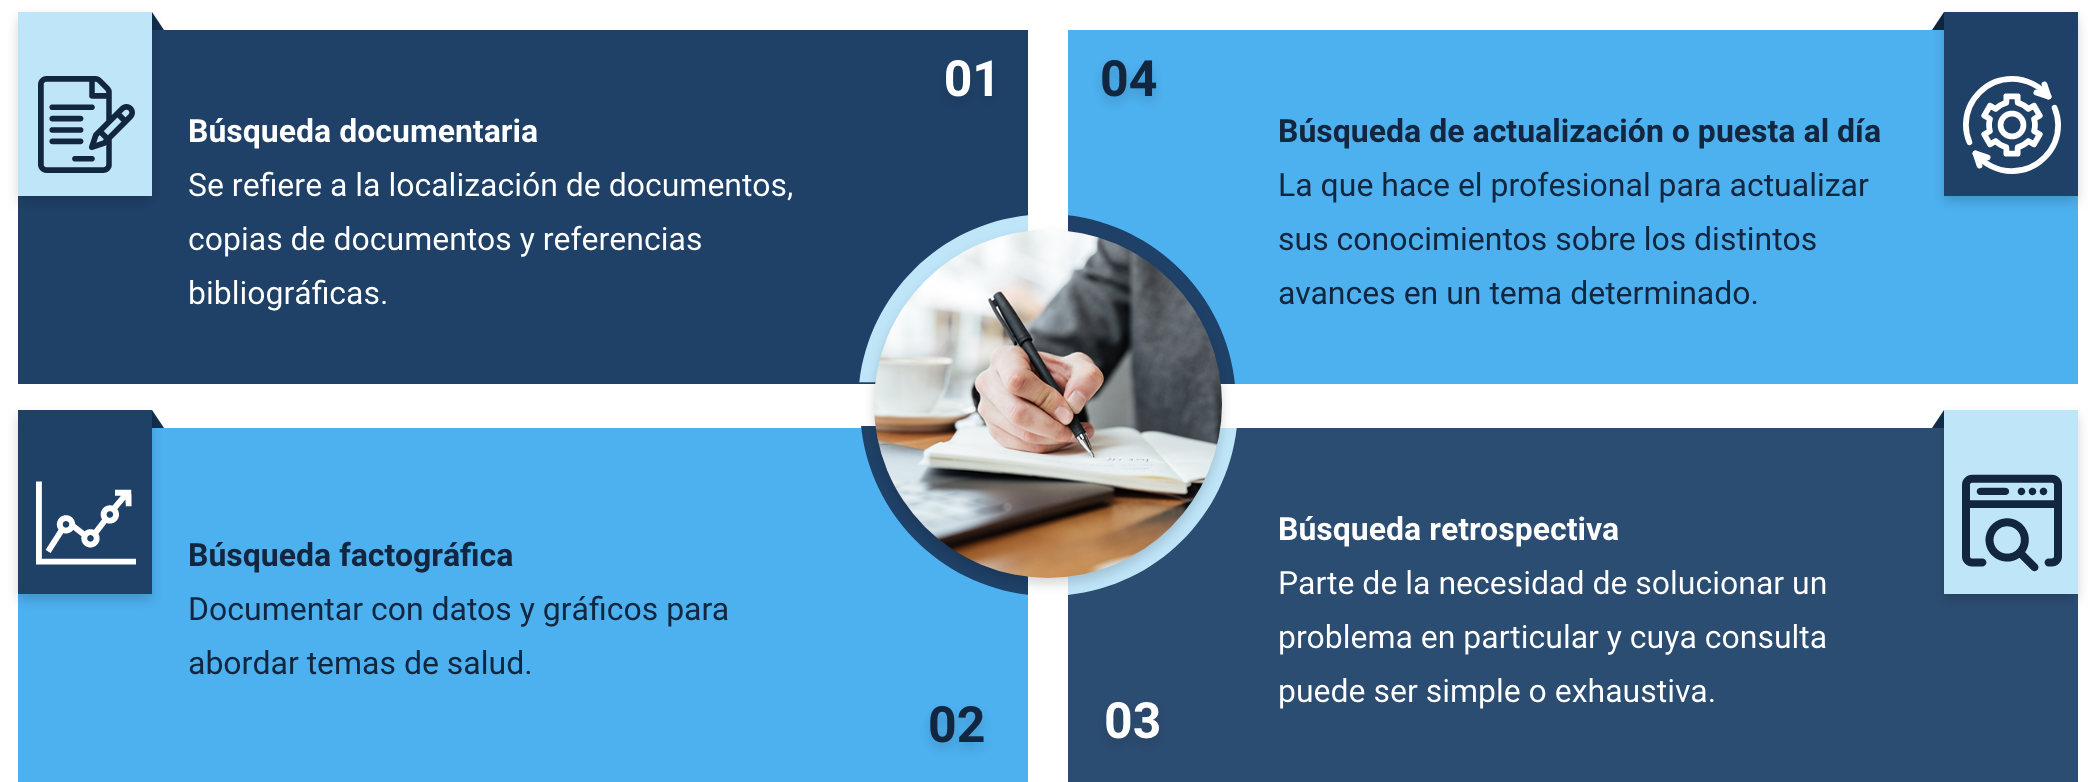 01
Búsqueda documentaria
Se refiere a la localización de documentos,
copias de documentos y referencias
bibliográficas.
Búsqueda factográfica
Documentar con datos y gráficos para
abordar temas de salud.
02
03
Búsqueda retrospectiva
Parte de la necesidad de solucionar un
problema en particular y cuya consulta
puede ser simple o exhaustiva.
04
Búsqueda de actualización o puesta al día
La que hace el profesional para actualizar
sus conocimientos sobre los distintos
avances en un tema determinado.